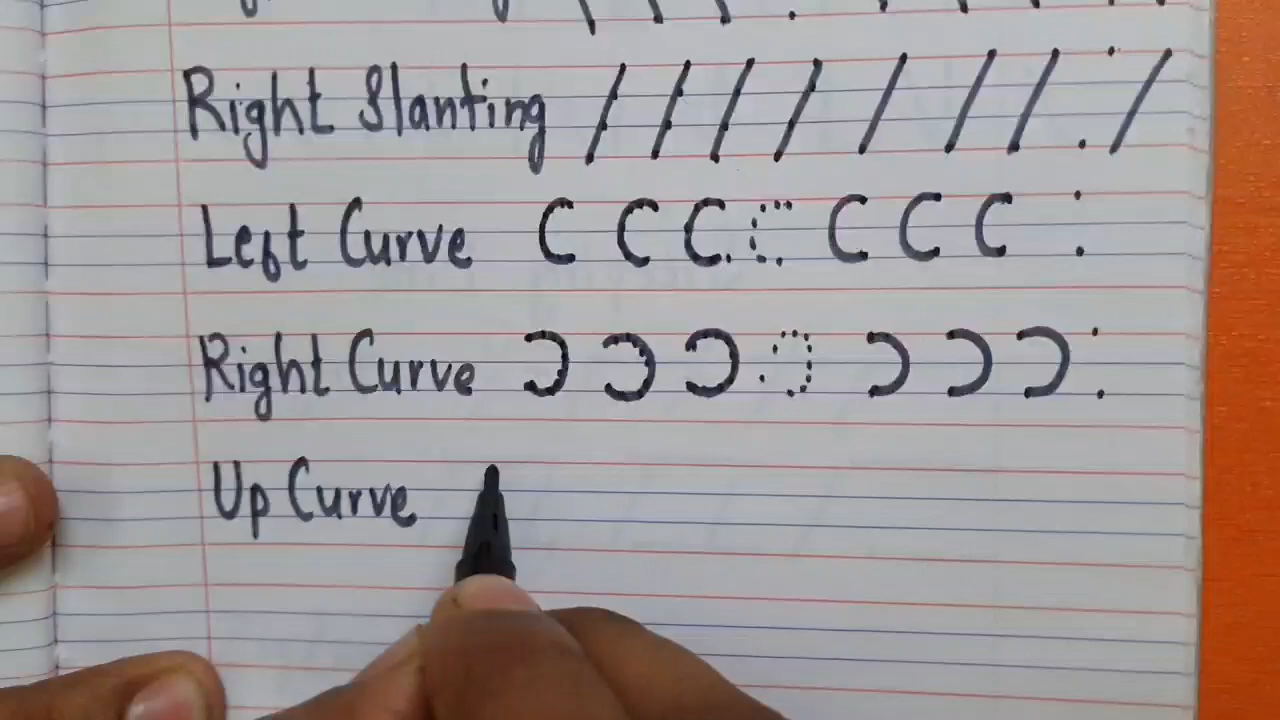 Right Slanting / / / / / / / /
Left Curve C C C C C C C
Right Curve Ɔ Ɔ Ɔ Ɔ Ɔ Ɔ Ɔ
Up Curve